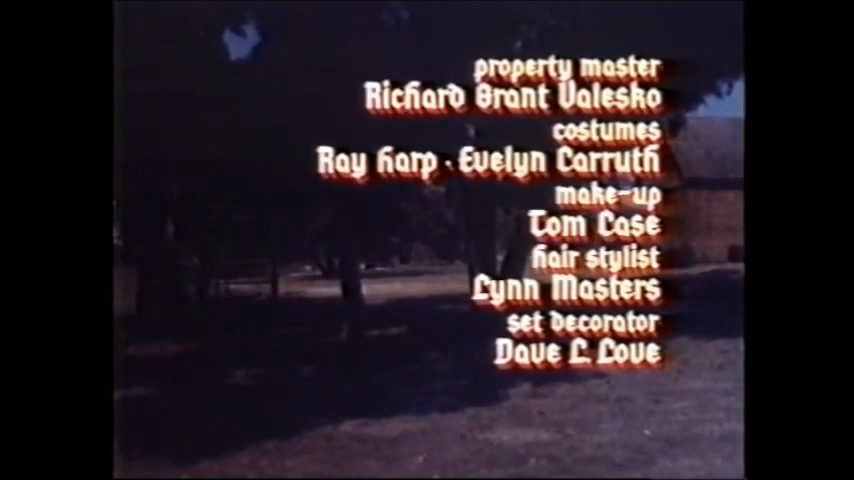 property master
Richard Grant Valesko
costumes
Ray Harp · Evelyn Carruth
make-up
Tom Case
hair stylist
Lynn Masters
set decorator
Dave L. Love